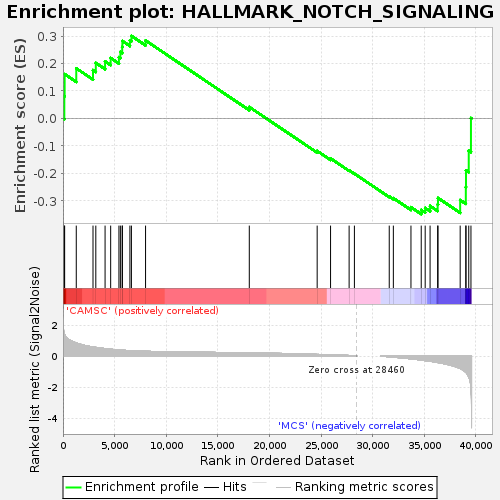 Enrichment plot: HALLMARK_NOTCH_SIGNALING
Enrichment score (ES)
0.3
0.2
0.1
0.0
-0.1
-0.2
-0.3
'CAMSC' (positively correlated)
Ranked list metric (Signal2Noise)
2
0
-2
-4
Zero cross at 28460
'MCS' (negatively correlated)
0 5,000 10,000 15,000 20,000 25,000 30,000 35,000 40,000
Rank in Ordered Dataset
Enrichment profile Hits Ranking metric scores